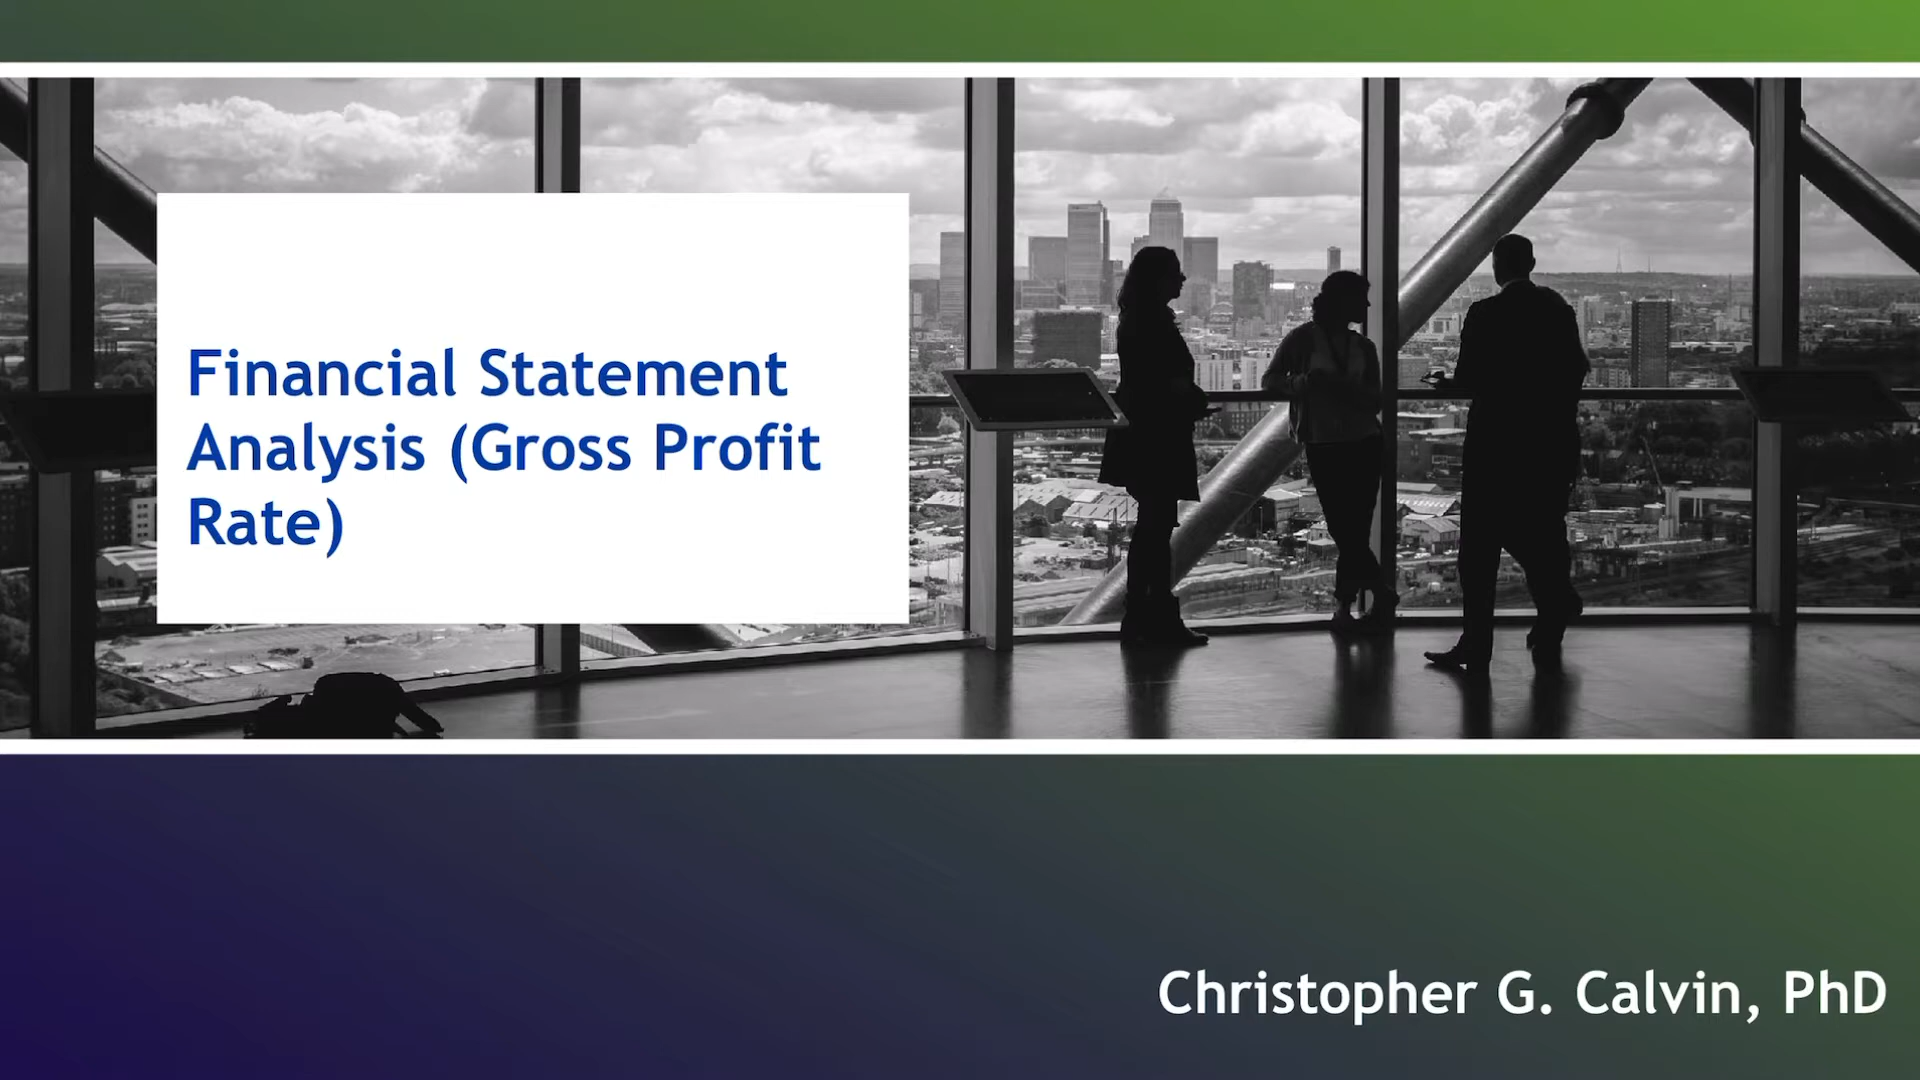 Financial Statement
Analysis (Gross Profit
Rate)
Christopher G. Calvin, PhD